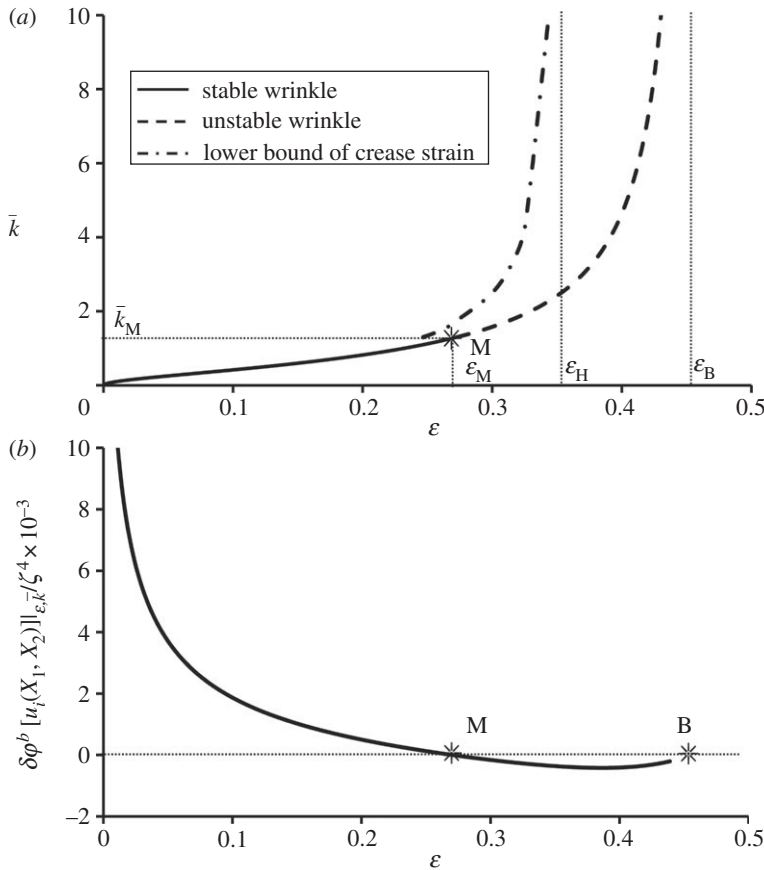 (a)
10
8
6
4
2
0
k̄
stable wrinkle
unstable wrinkle
lower bound of crease strain
k̄M
M
εM
εH
εB
0.1
0.2
0.3
0.4
0.5
ε
(b)
10
8
6
4
2
0
−2
δφᵇ [uᵢ(X₁, X₂)]|ε,k̄/ζ⁴ × 10⁻³
M
B
0
0.1
0.2
0.3
0.4
0.5
ε